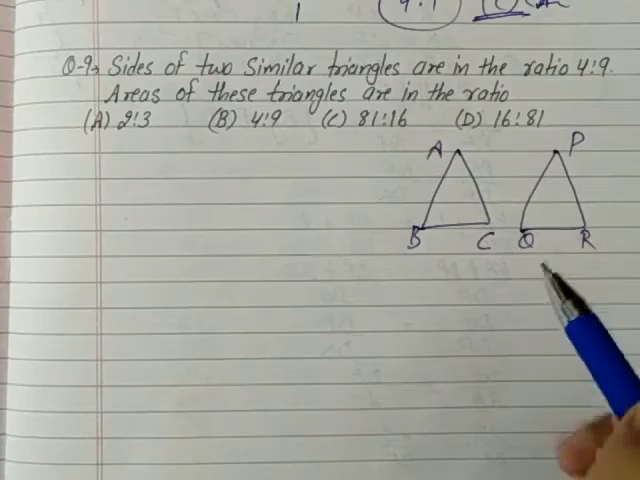 Q-9, Sides of two Similar triangles are in the ratio 4:9.
Areas of these triangles are in the ratio
(A) 2:3 (B) 4:9 (C) 81:16 (D) 16:81
A P
B C Q R